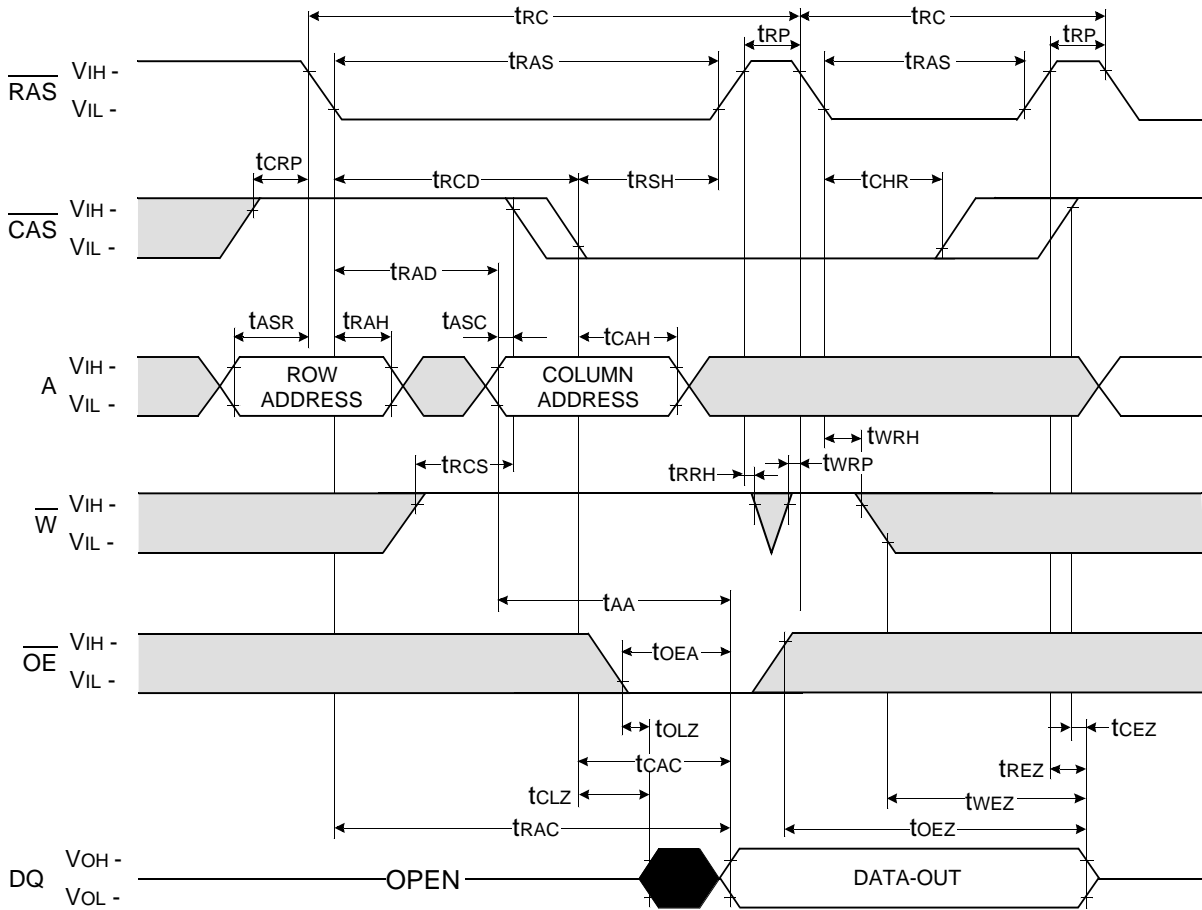 tRC tRC
tRP tRP
tRAS tRAS
RAS VIH -
VIL -
tCRP tRCD tRSH tCHR
CAS VIH -
VIL -
tRAD
tASR tRAH tASC tCAH
A VIH -
VIL -
ROW
ADDRESS
COLUMN
ADDRESS
tWRH
tRCS tRRH tWRP
W VIH -
VIL -
tAA
OE VIH -
VIL -
tOEA
tOLZ tCEZ
tCAC tREZ
tCLZ tWEZ
tRAC tOEZ
DQ VOH -
VOL -
OPEN DATA-OUT